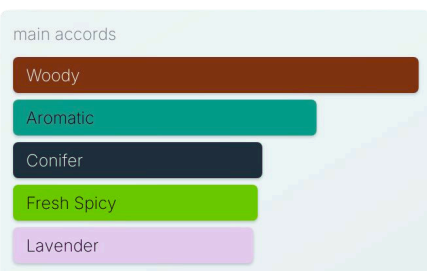 main accords
Woody
Aromatic
Conifer
Fresh Spicy
Lavender